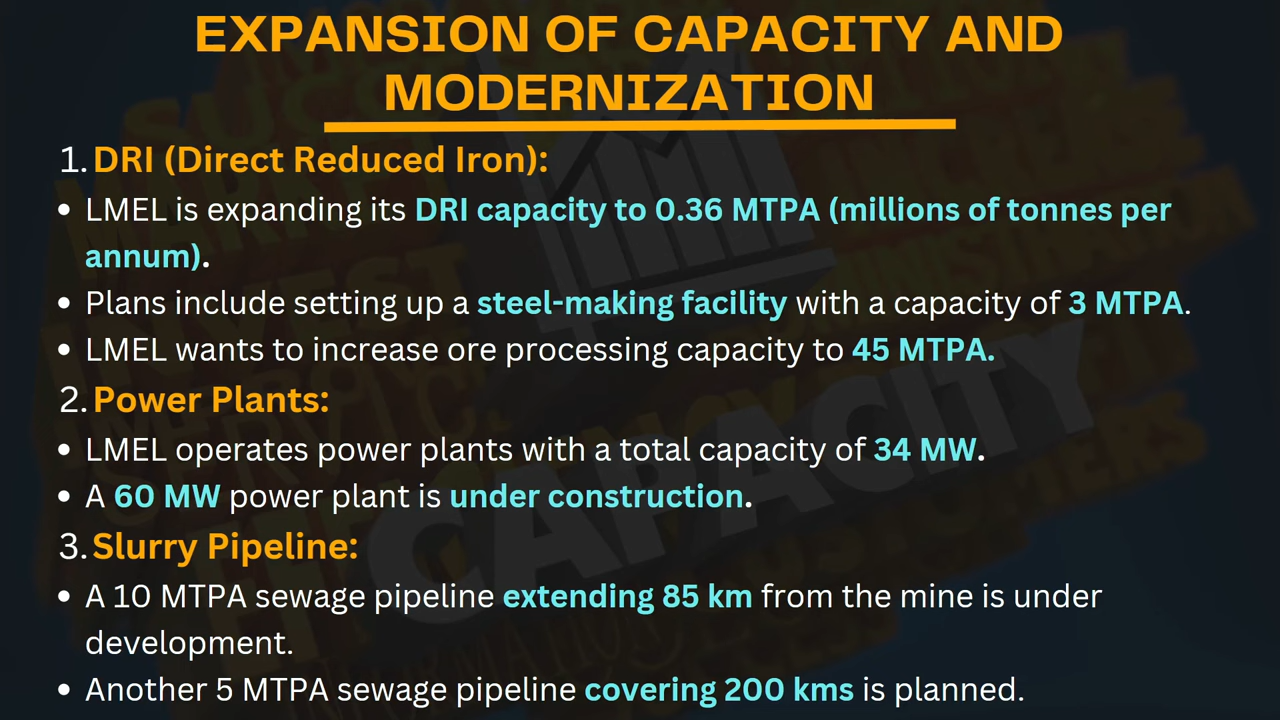 EXPANSION OF CAPACITY AND
MODERNIZATION
1. DRI (Direct Reduced Iron):
• LMEL is expanding its DRI capacity to 0.36 MTPA (millions of tonnes per
annum).
• Plans include setting up a steel-making facility with a capacity of 3 MTPA.
• LMEL wants to increase ore processing capacity to 45 MTPA.
2. Power Plants:
• LMEL operates power plants with a total capacity of 34 MW.
• A 60 MW power plant is under construction.
3. Slurry Pipeline:
• A 10 MTPA sewage pipeline extending 85 km from the mine is under
development.
• Another 5 MTPA sewage pipeline covering 200 kms is planned.
CAPACITY